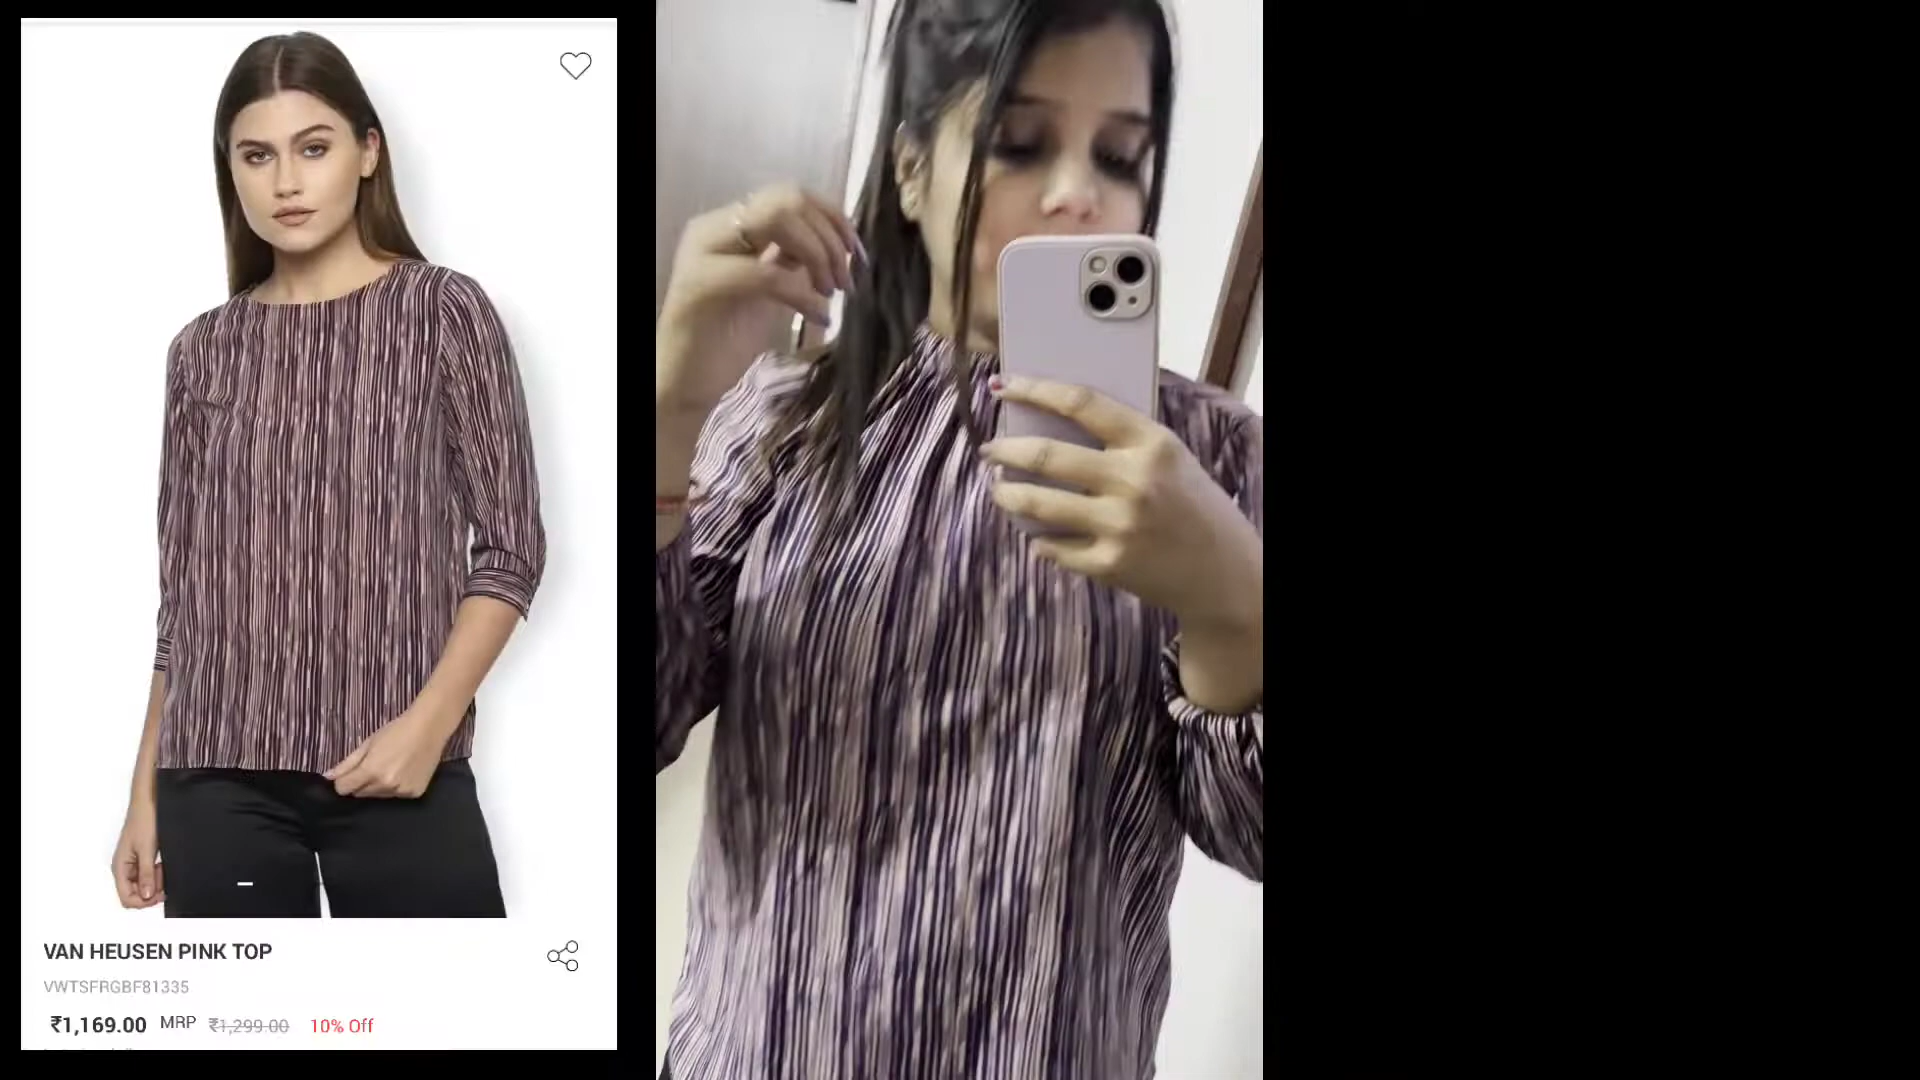 VAN HEUSEN PINK TOP
VWTSFRGBF81335
₹1,169.00 MRP ₹1,299.00 10% Off